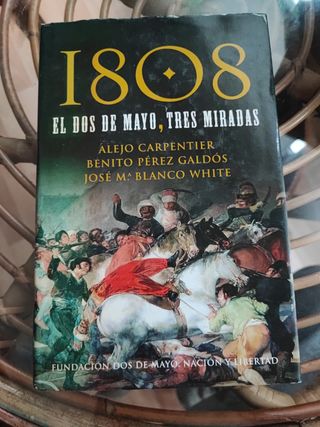 1808
EL DOS DE MAYO, TRES MIRADAS
ALEJO CARPENTIER
BENITO PÉREZ GALDÓS
JOSÉ M.ª BLANCO WHITE
FUNDACIÓN DOS DE MAYO, NACIÓN Y LIBERTAD